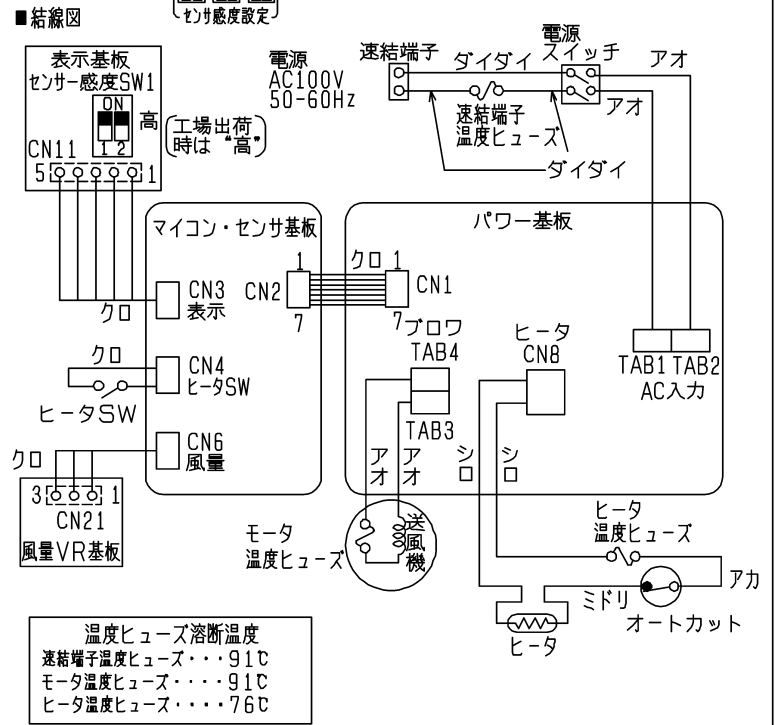 ■結線図
センサ感度設定
表示基板
センサー感度SW1
ON
1 2
高
工場出荷
時は“高”
CN11
5
1
電源
AC100V
50-60Hz
速結端子
ダイダイ
電源
スイッチ
アオ
アオ
速結端子
温度ヒューズ
ダイダイ
マイコン・センサ基板
パワー基板
クロ
CN3
表示
1
CN2
7
クロ
1
CN1
7
クロ
CN4
ヒータSW
ヒータSW
ブロワ
TAB4
TAB3
ヒータ
CN8
TAB1 TAB2
AC入力
クロ
CN6
風量
3
1
CN21
風量VR基板
アオ
アオ
シロ
シロ
モータ
温度ヒューズ
送風機
ヒータ
温度ヒューズ
アカ
ミドリ
オートカット
ヒータ
温度ヒューズ溶断温度
速結端子温度ヒューズ・・・91℃
モータ温度ヒューズ・・・・91℃
ヒータ温度ヒューズ・・・・76℃